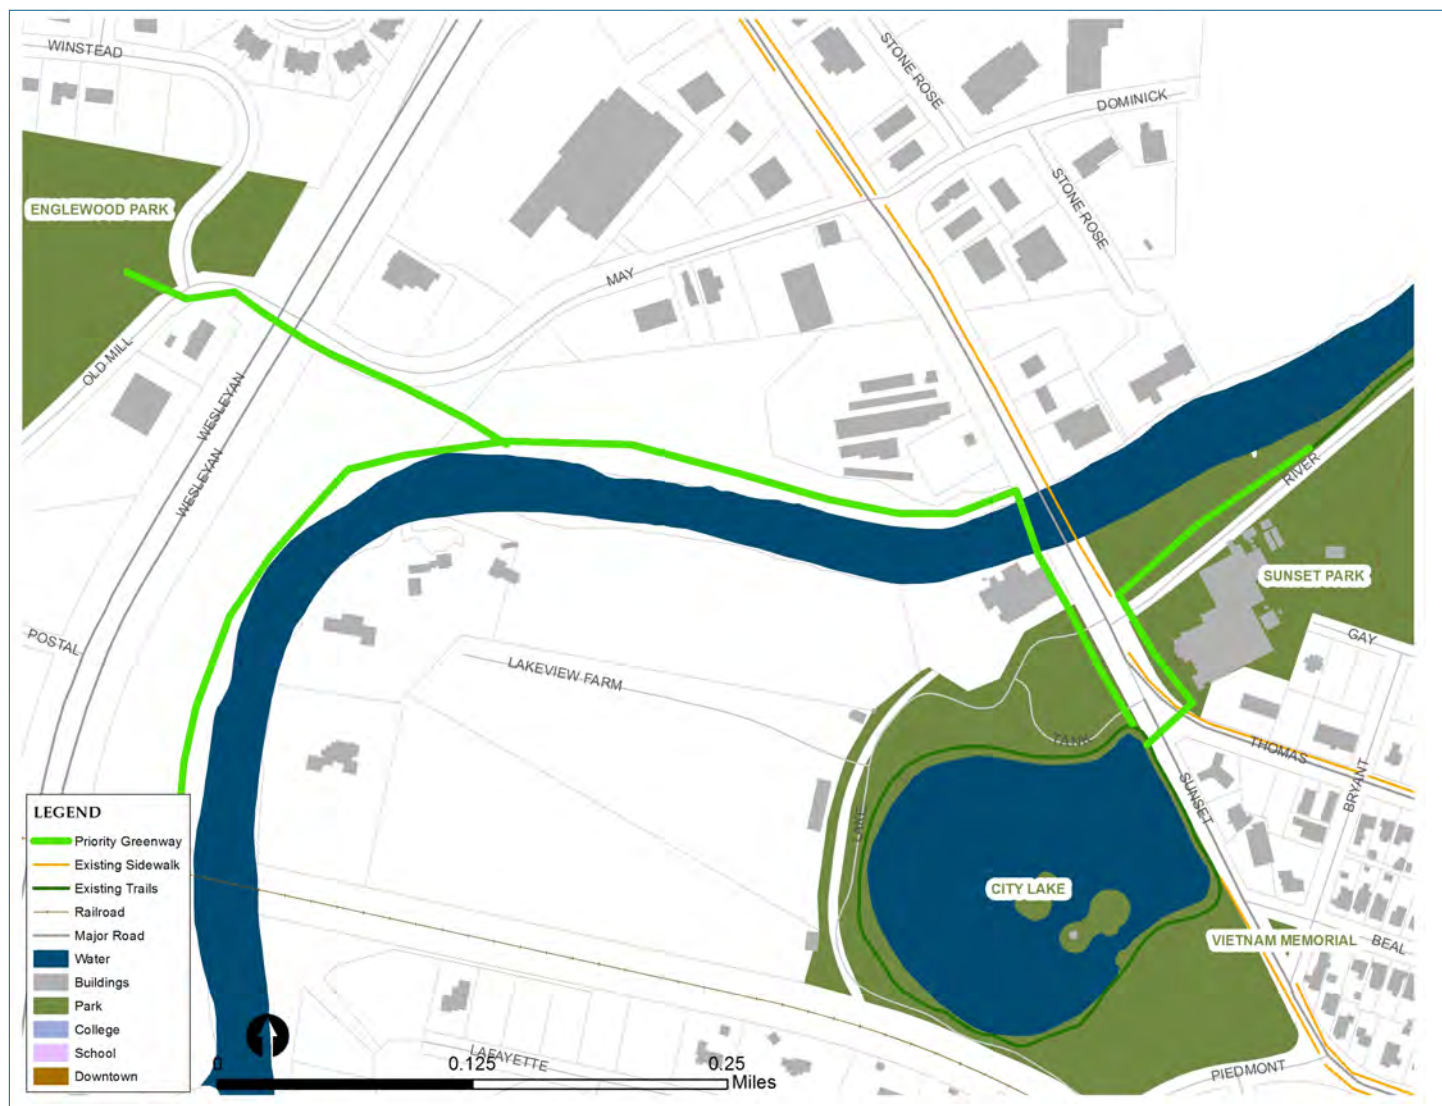 WINSTEAD
STONE ROSE
DOMINICK
ENGLEWOOD PARK
STONE ROSE
MAY
OLD MILL
WESLEYAN
WESLEYAN
RIVER
SUNSET PARK
POSTAL
GAY
LAKEVIEW FARM
TANK
THOMAS
BRYANT
SUNSET
LAKE
CITY LAKE
VIETNAM MEMORIAL
BEAL
LAFAYETTE
PIEDMONT
LEGEND
Priority Greenway
Existing Sidewalk
Existing Trails
Railroad
Major Road
Water
Buildings
Park
College
School
Downtown
0 0.125 0.25
Miles